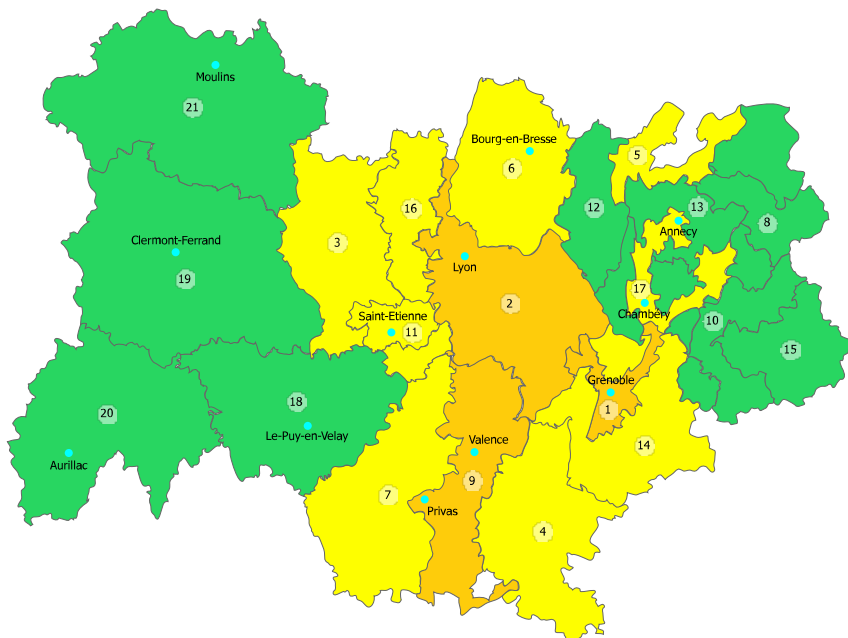 Moulins
21
Bourg-en-Bresse
6
5
16
12
13
8
Annecy
3
Clermont-Ferrand
19
Lyon
17
Chambéry
2
Saint-Etienne
11
10
15
Grenoble
1
18
20
Le-Puy-en-Velay
Aurillac
Valence
14
9
7
Privas
4